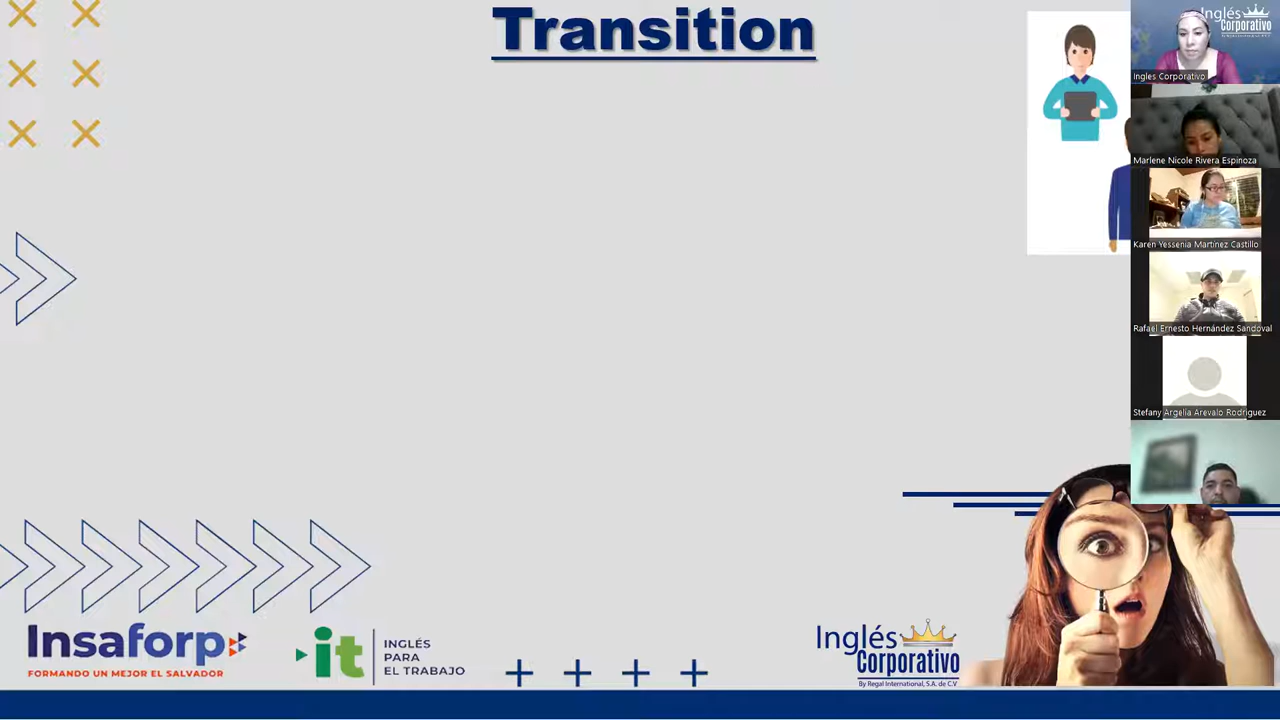 Transition
Inglés
Corporativo
Ingles Corporativo
Marlene Nicole Rivera Espinoza
Karen Yessenia Martínez Castillo
Rafael Ernesto Hernández Sandoval
Stefany Argelia Arevalo Rodriguez
Insaforp
FORMANDO UN MEJOR EL SALVADOR
it
INGLÉS
PARA
EL TRABAJO
Inglés
Corporativo
By Regal International, S.A. de C.V